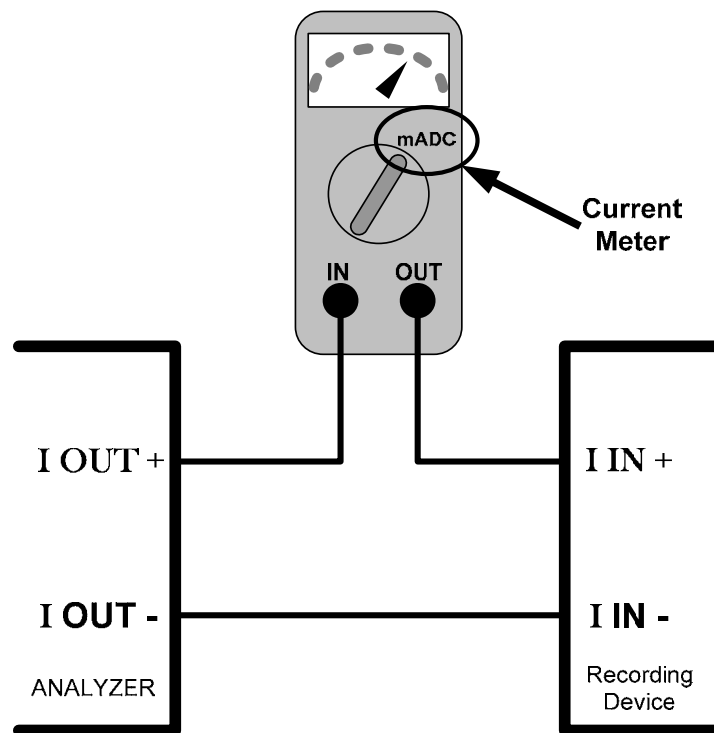 mADC
Current
Meter
IN OUT
I OUT + I IN +
I OUT - I IN -
ANALYZER
Recording
Device